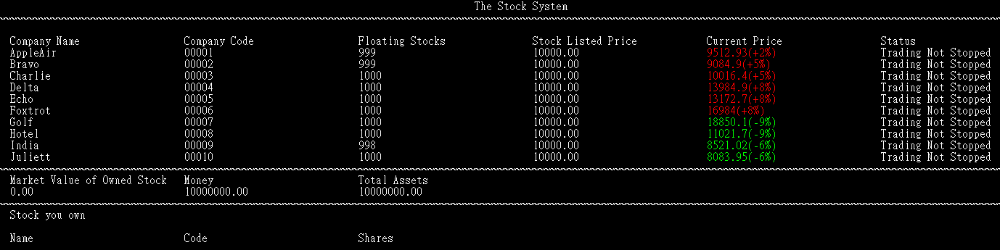 The Stock System
Company Name Company Code Floating Stocks Stock Listed Price Current Price Status
AppleAir 00001 999 10000.00 9512.93(+2%) Trading Not Stopped
Bravo 00002 999 10000.00 9084.9(+5%) Trading Not Stopped
Charlie 00003 1000 10000.00 10016.4(+5%) Trading Not Stopped
Delta 00004 1000 10000.00 13984.9(+8%) Trading Not Stopped
Echo 00005 1000 10000.00 13172.7(+8%) Trading Not Stopped
Foxtrot 00006 1000 10000.00 16984(+8%) Trading Not Stopped
Golf 00007 1000 10000.00 18850.1(-9%) Trading Not Stopped
Hotel 00008 1000 10000.00 11021.7(-9%) Trading Not Stopped
India 00009 998 10000.00 8521.02(-6%) Trading Not Stopped
Juliett 00010 1000 10000.00 8083.95(-6%) Trading Not Stopped
Market Value of Owned Stock Money Total Assets
0.00 10000000.00 10000000.00
Stock you own
Name Code Shares